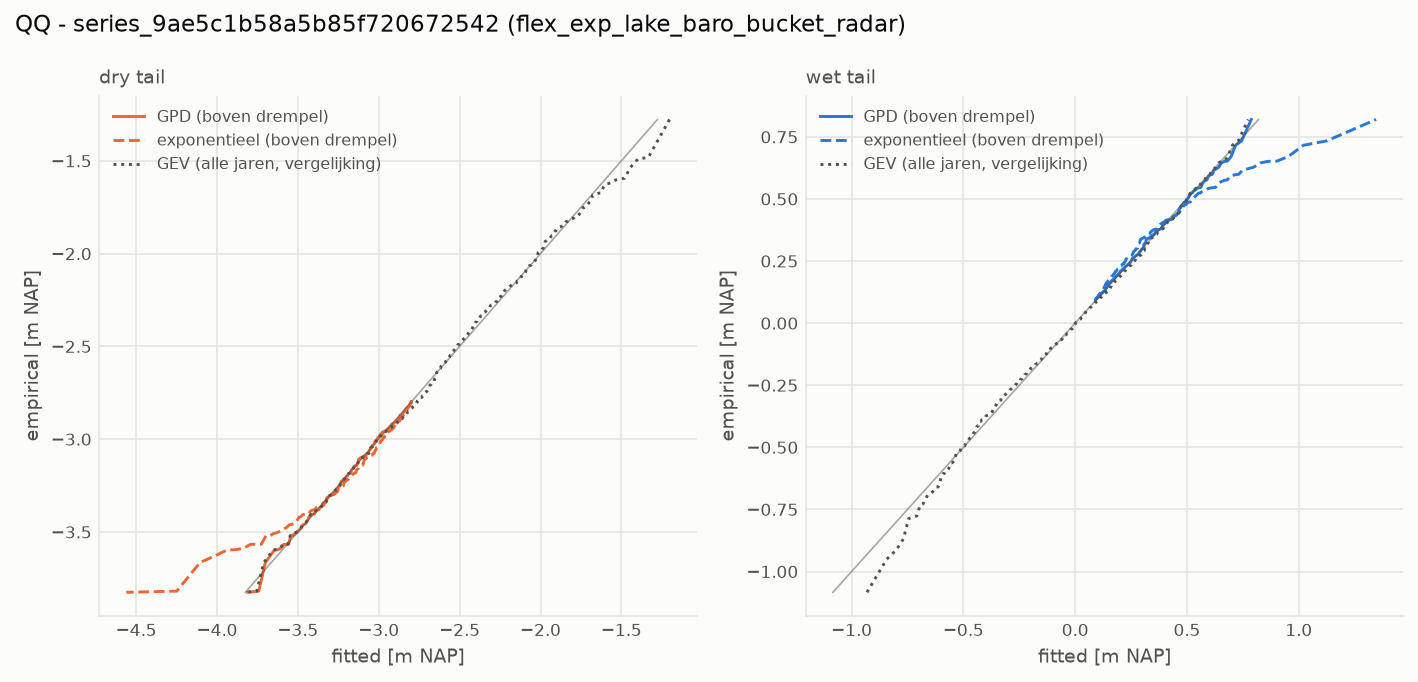 QQ - series_9ae5c1b58a5b85f720672542 (flex_exp_lake_baro_bucket_radar)
dry tail
GPD (boven drempel)
exponentieel (boven drempel)
GEV (alle jaren, vergelijking)
−1.5
−2.0
−2.5
−3.0
−3.5
empirical [m NAP]
−4.5 −4.0 −3.5 −3.0 −2.5 −2.0 −1.5
fitted [m NAP]
wet tail
GPD (boven drempel)
exponentieel (boven drempel)
GEV (alle jaren, vergelijking)
0.75
0.50
0.25
0.00
−0.25
−0.50
−0.75
−1.00
empirical [m NAP]
−1.0 −0.5 0.0 0.5 1.0
fitted [m NAP]